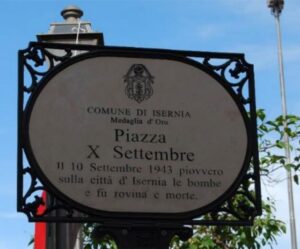 COMUNE DI ISERNIA
Medaglia d'Oro
Piazza
X Settembre
Il 10 Settembre 1943 piovvero
sulla città d'Isernia le bombe
e fu rovina e morte.